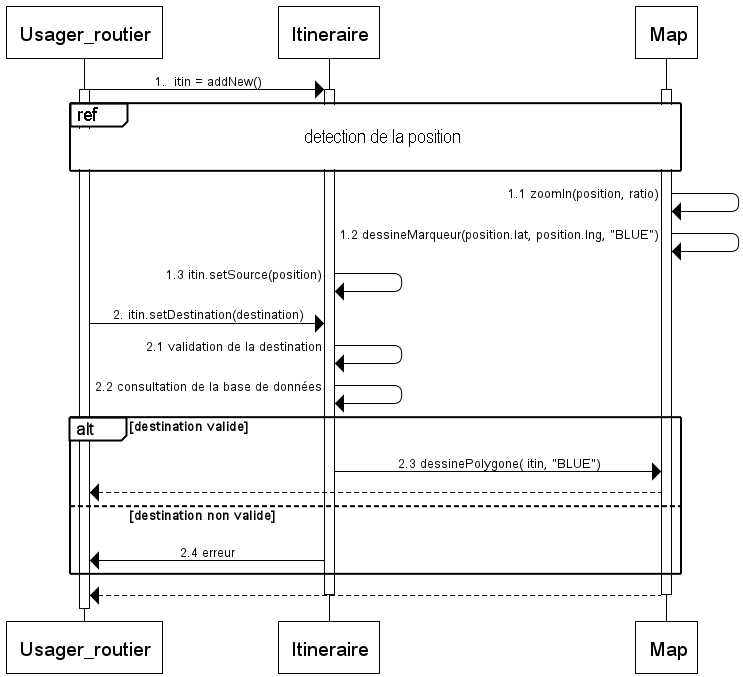 Usager_routier
Itineraire
Map
1.  itin = addNew()
ref
detection de la position
1.1 zoomIn(position, ratio)
1.2 dessineMarqueur(position.lat, position.lng, "BLUE")
1.3 itin.setSource(position)
2. itin.setDestination(destination)
2.1 validation de la destination
2.2 consultation de la base de données
alt
[destination valide]
2.3 dessinePolygone( itin, "BLUE")
[destination non valide]
2.4 erreur
Usager_routier
Itineraire
Map